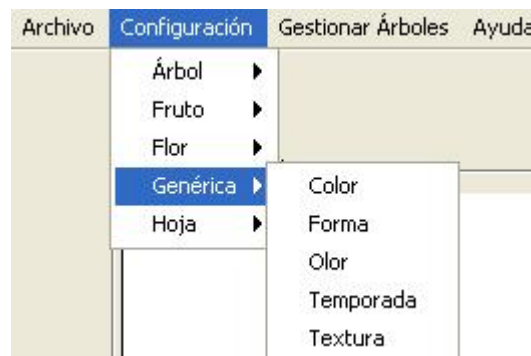 Archivo Configuración Gestionar Árboles Ayuda
Árbol
Fruto
Flor
Genérica
Hoja
Color
Forma
Olor
Temporada
Textura